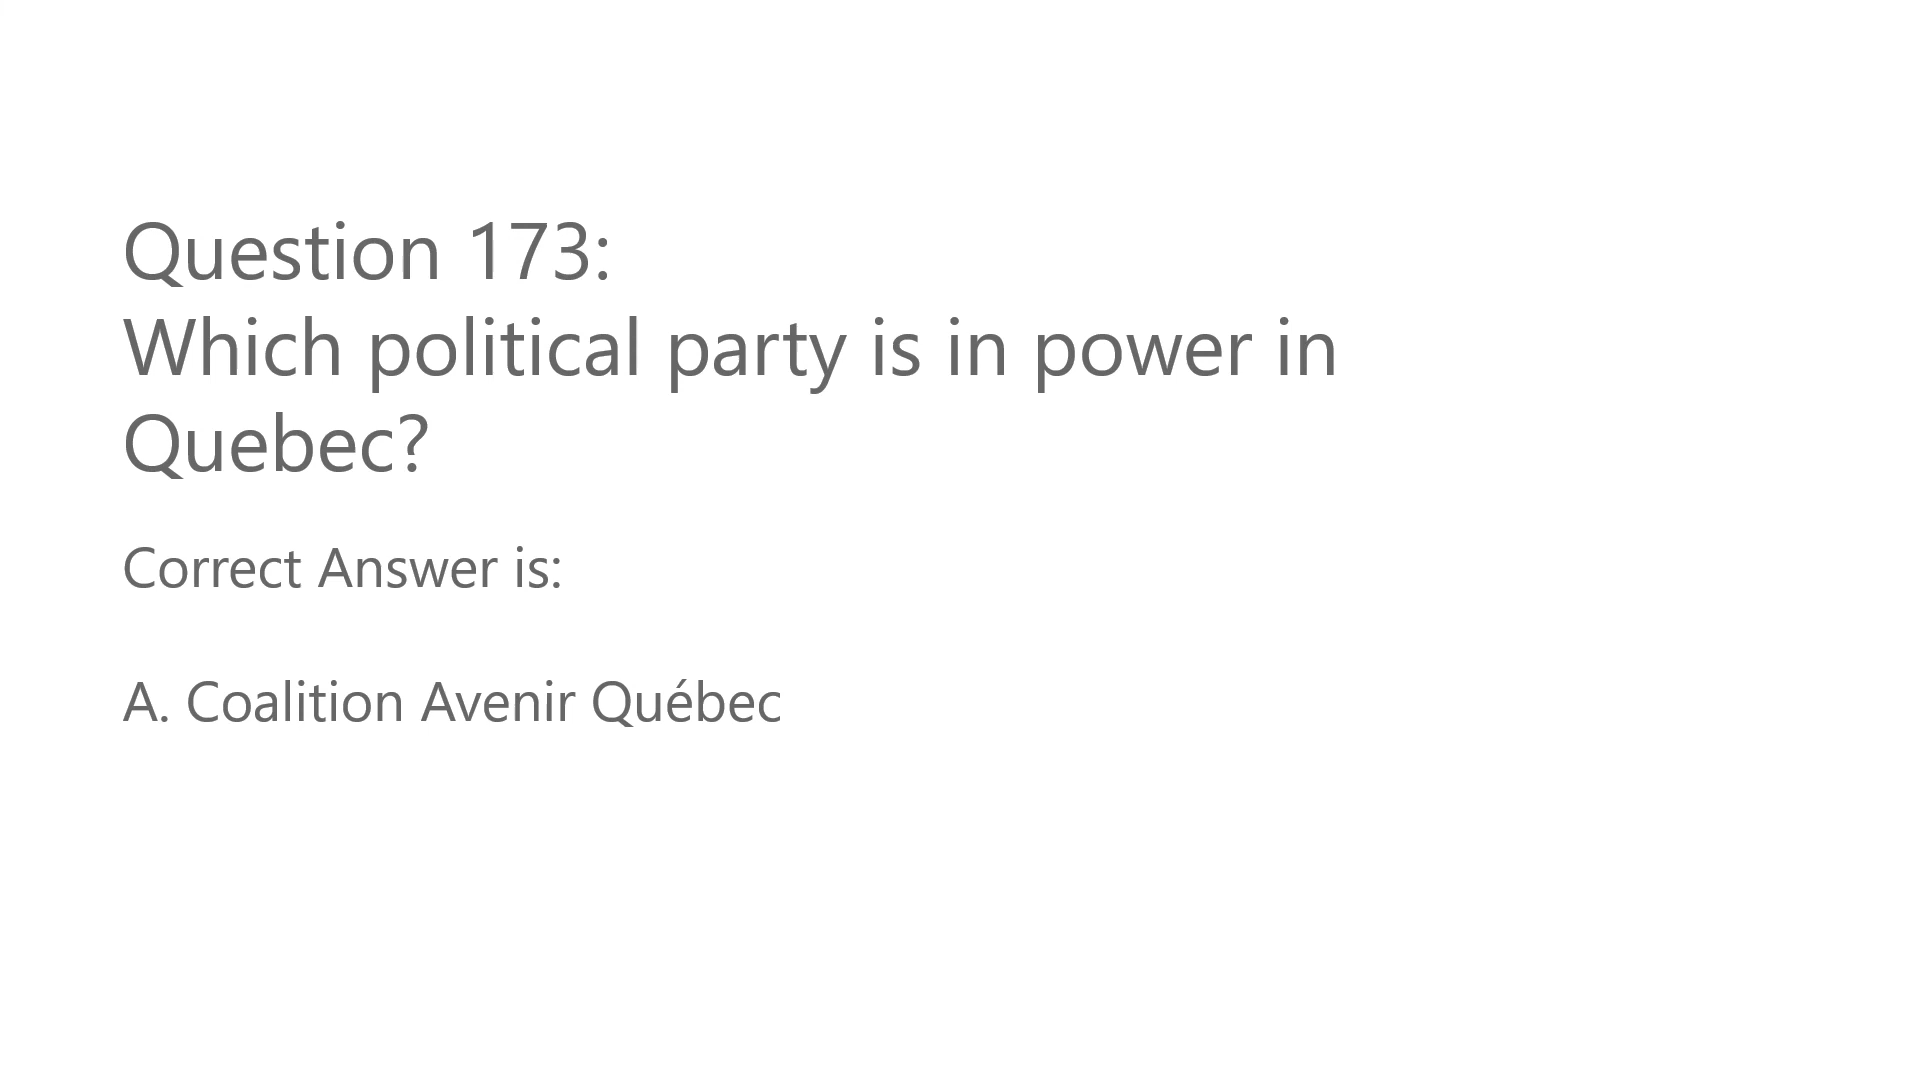 Question 173:
Which political party is in power in
Quebec?
Correct Answer is:
A. Coalition Avenir Québec